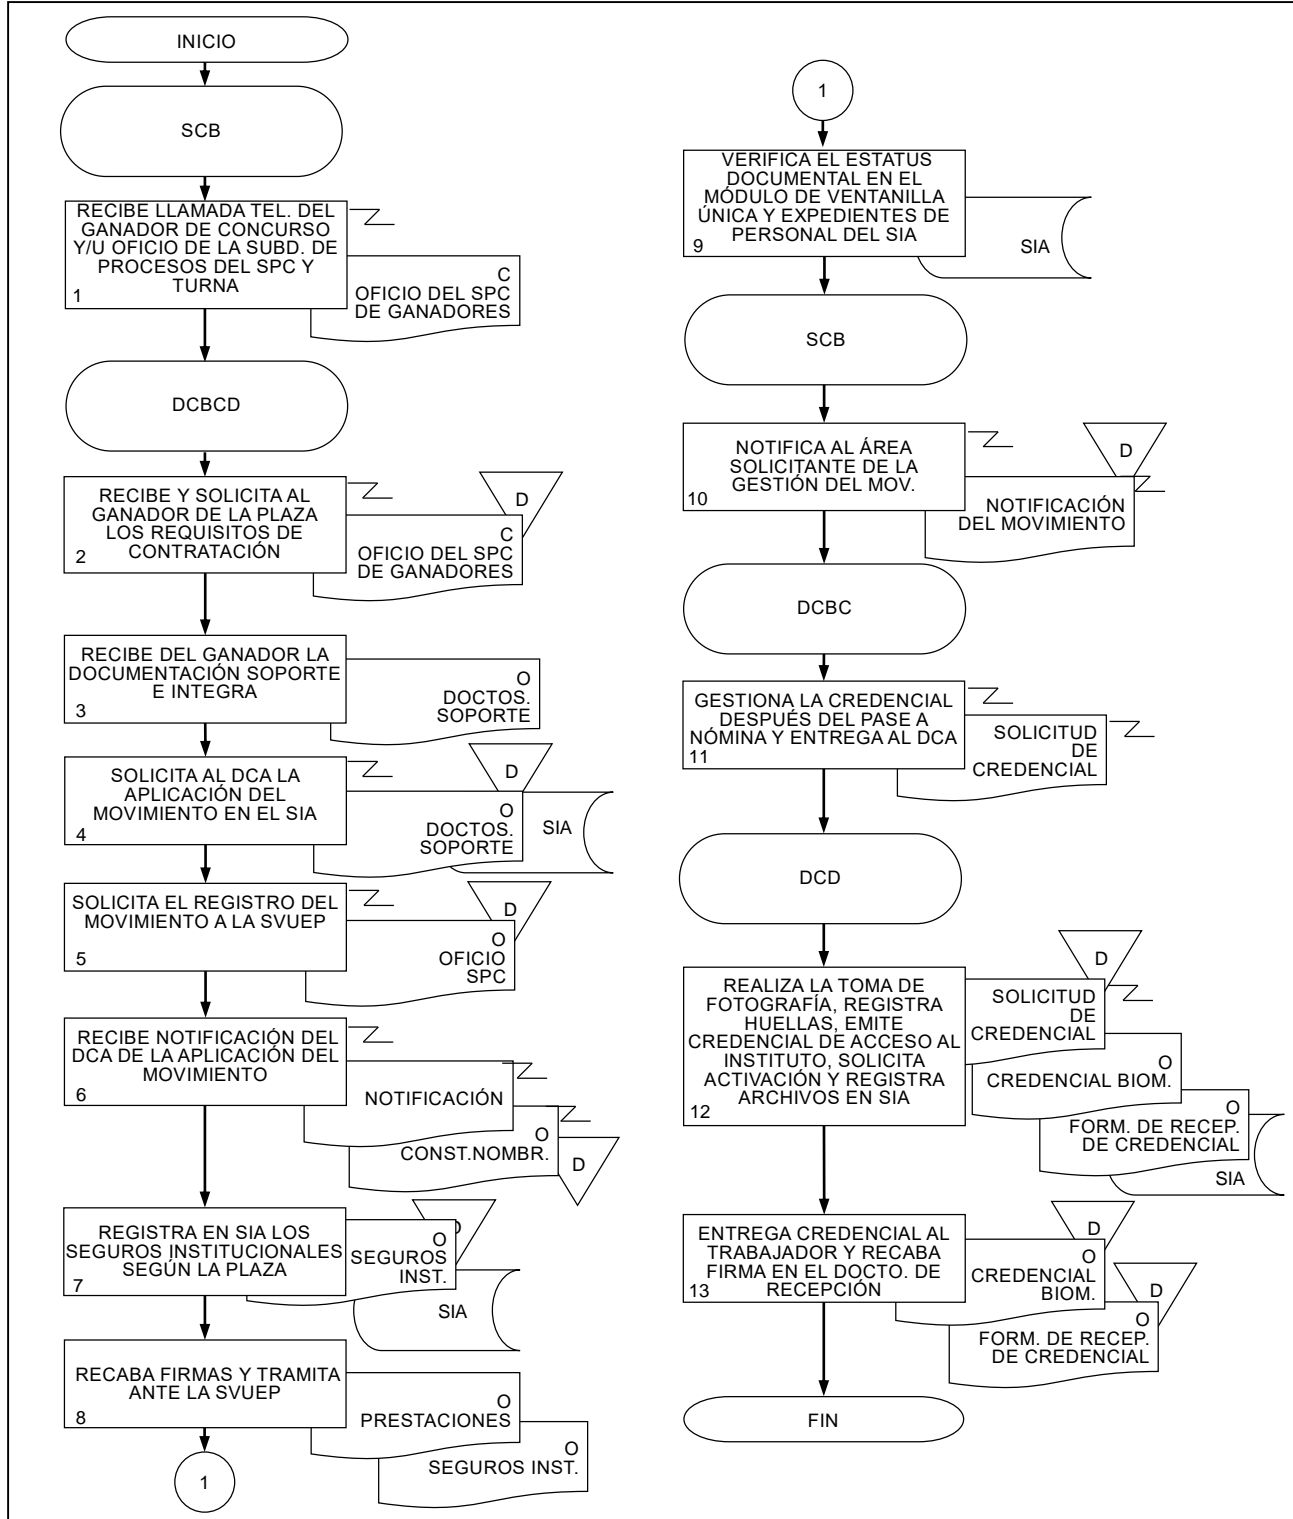 INICIO
SCB
RECIBE LLAMADA TEL. DEL
GANADOR DE CONCURSO
Y/U OFICIO DE LA SUBD. DE
PROCESOS DEL SPC Y
TURNA
1
C
OFICIO DEL SPC
DE GANADORES
DCBCD
RECIBE Y SOLICITA AL
GANADOR DE LA PLAZA
LOS REQUISITOS DE
CONTRATACIÓN
2
D
C
OFICIO DEL SPC
DE GANADORES
RECIBE DEL GANADOR LA
DOCUMENTACIÓN SOPORTE
E INTEGRA
3
O
DOCTOS.
SOPORTE
SOLICITA AL DCA LA
APLICACIÓN DEL
MOVIMIENTO EN EL SIA
4
D
O
DOCTOS.
SOPORTE
SIA
SOLICITA EL REGISTRO DEL
MOVIMIENTO A LA SVUEP
5
D
O
OFICIO
SPC
RECIBE NOTIFICACIÓN DEL
DCA DE LA APLICACIÓN DEL
MOVIMIENTO
6
NOTIFICACIÓN
O
CONST.NOMBR.
D
REGISTRA EN SIA LOS
SEGUROS INSTITUCIONALES
SEGÚN LA PLAZA
7
D
O
SEGUROS
INST.
SIA
RECABA FIRMAS Y TRAMITA
ANTE LA SVUEP
8
O
PRESTACIONES
O
SEGUROS INST.
1
1
VERIFICA EL ESTATUS
DOCUMENTAL EN EL
MÓDULO DE VENTANILLA
ÚNICA Y EXPEDIENTES DE
PERSONAL DEL SIA
9
SIA
SCB
NOTIFICA AL ÁREA
SOLICITANTE DE LA
GESTIÓN DEL MOV.
10
D
NOTIFICACIÓN
DEL MOVIMIENTO
DCBC
GESTIONA LA CREDENCIAL
DESPUÉS DEL PASE A
NÓMINA Y ENTREGA AL DCA
11
SOLICITUD
DE
CREDENCIAL
DCD
REALIZA LA TOMA DE
FOTOGRAFÍA, REGISTRA
HUELLAS, EMITE
CREDENCIAL DE ACCESO AL
INSTITUTO, SOLICITA
ACTIVACIÓN Y REGISTRA
ARCHIVOS EN SIA
12
D
SOLICITUD
DE
CREDENCIAL
O
CREDENCIAL BIOM.
O
FORM. DE RECEP.
DE CREDENCIAL
SIA
ENTREGA CREDENCIAL AL
TRABAJADOR Y RECABA
FIRMA EN EL DOCTO. DE
RECEPCIÓN
13
D
O
CREDENCIAL
BIOM.
D
O
FORM. DE RECEP.
DE CREDENCIAL
FIN